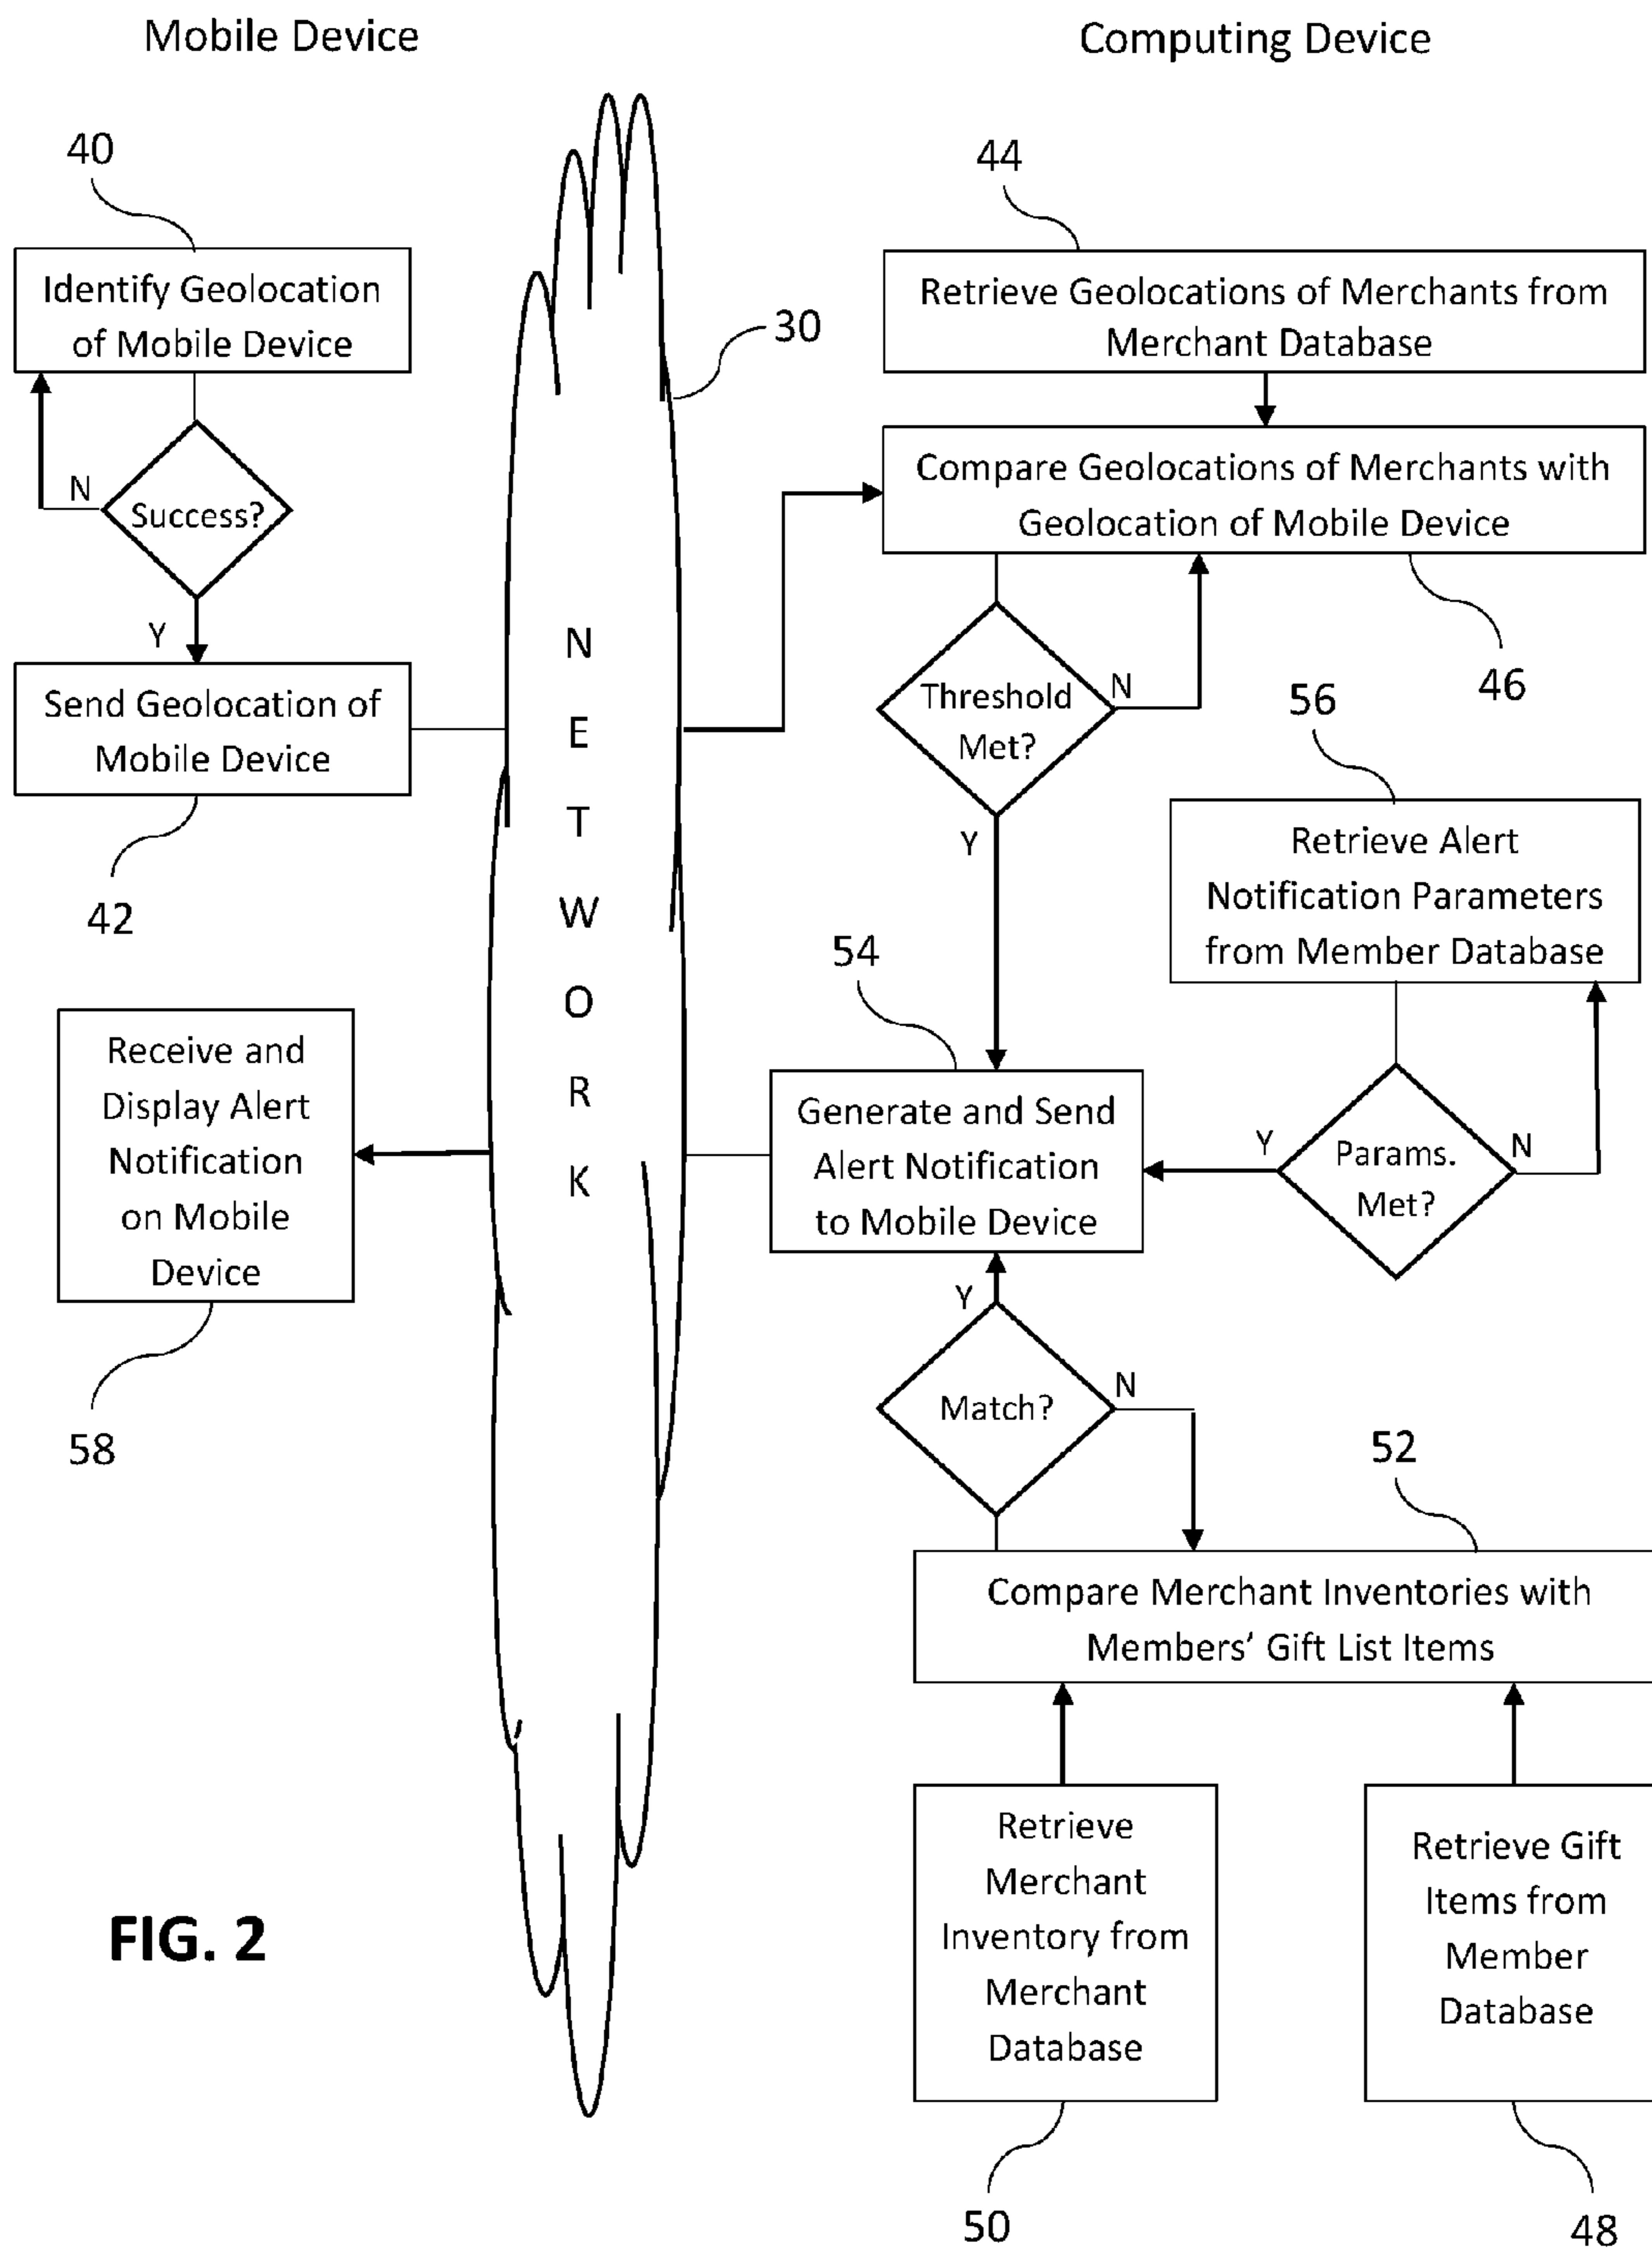 Mobile Device
Computing Device
40
44
Identify Geolocation
of Mobile Device
Retrieve Geolocations of Merchants from
Merchant Database
30
N
Success?
Compare Geolocations of Merchants with
Geolocation of Mobile Device
Y
Send Geolocation of
Mobile Device
42
N
E
T
W
O
R
K
Threshold
Met?
N
46
56
Y
Retrieve Alert
Notification Parameters
from Member Database
54
Receive and
Display Alert
Notification
on Mobile
Device
58
Generate and Send
Alert Notification
to Mobile Device
Y
Params.
Met?
N
Y
Match?
N
52
Compare Merchant Inventories with
Members' Gift List Items
Retrieve
Merchant
Inventory from
Merchant
Database
Retrieve Gift
Items from
Member
Database
FIG. 2
50
48